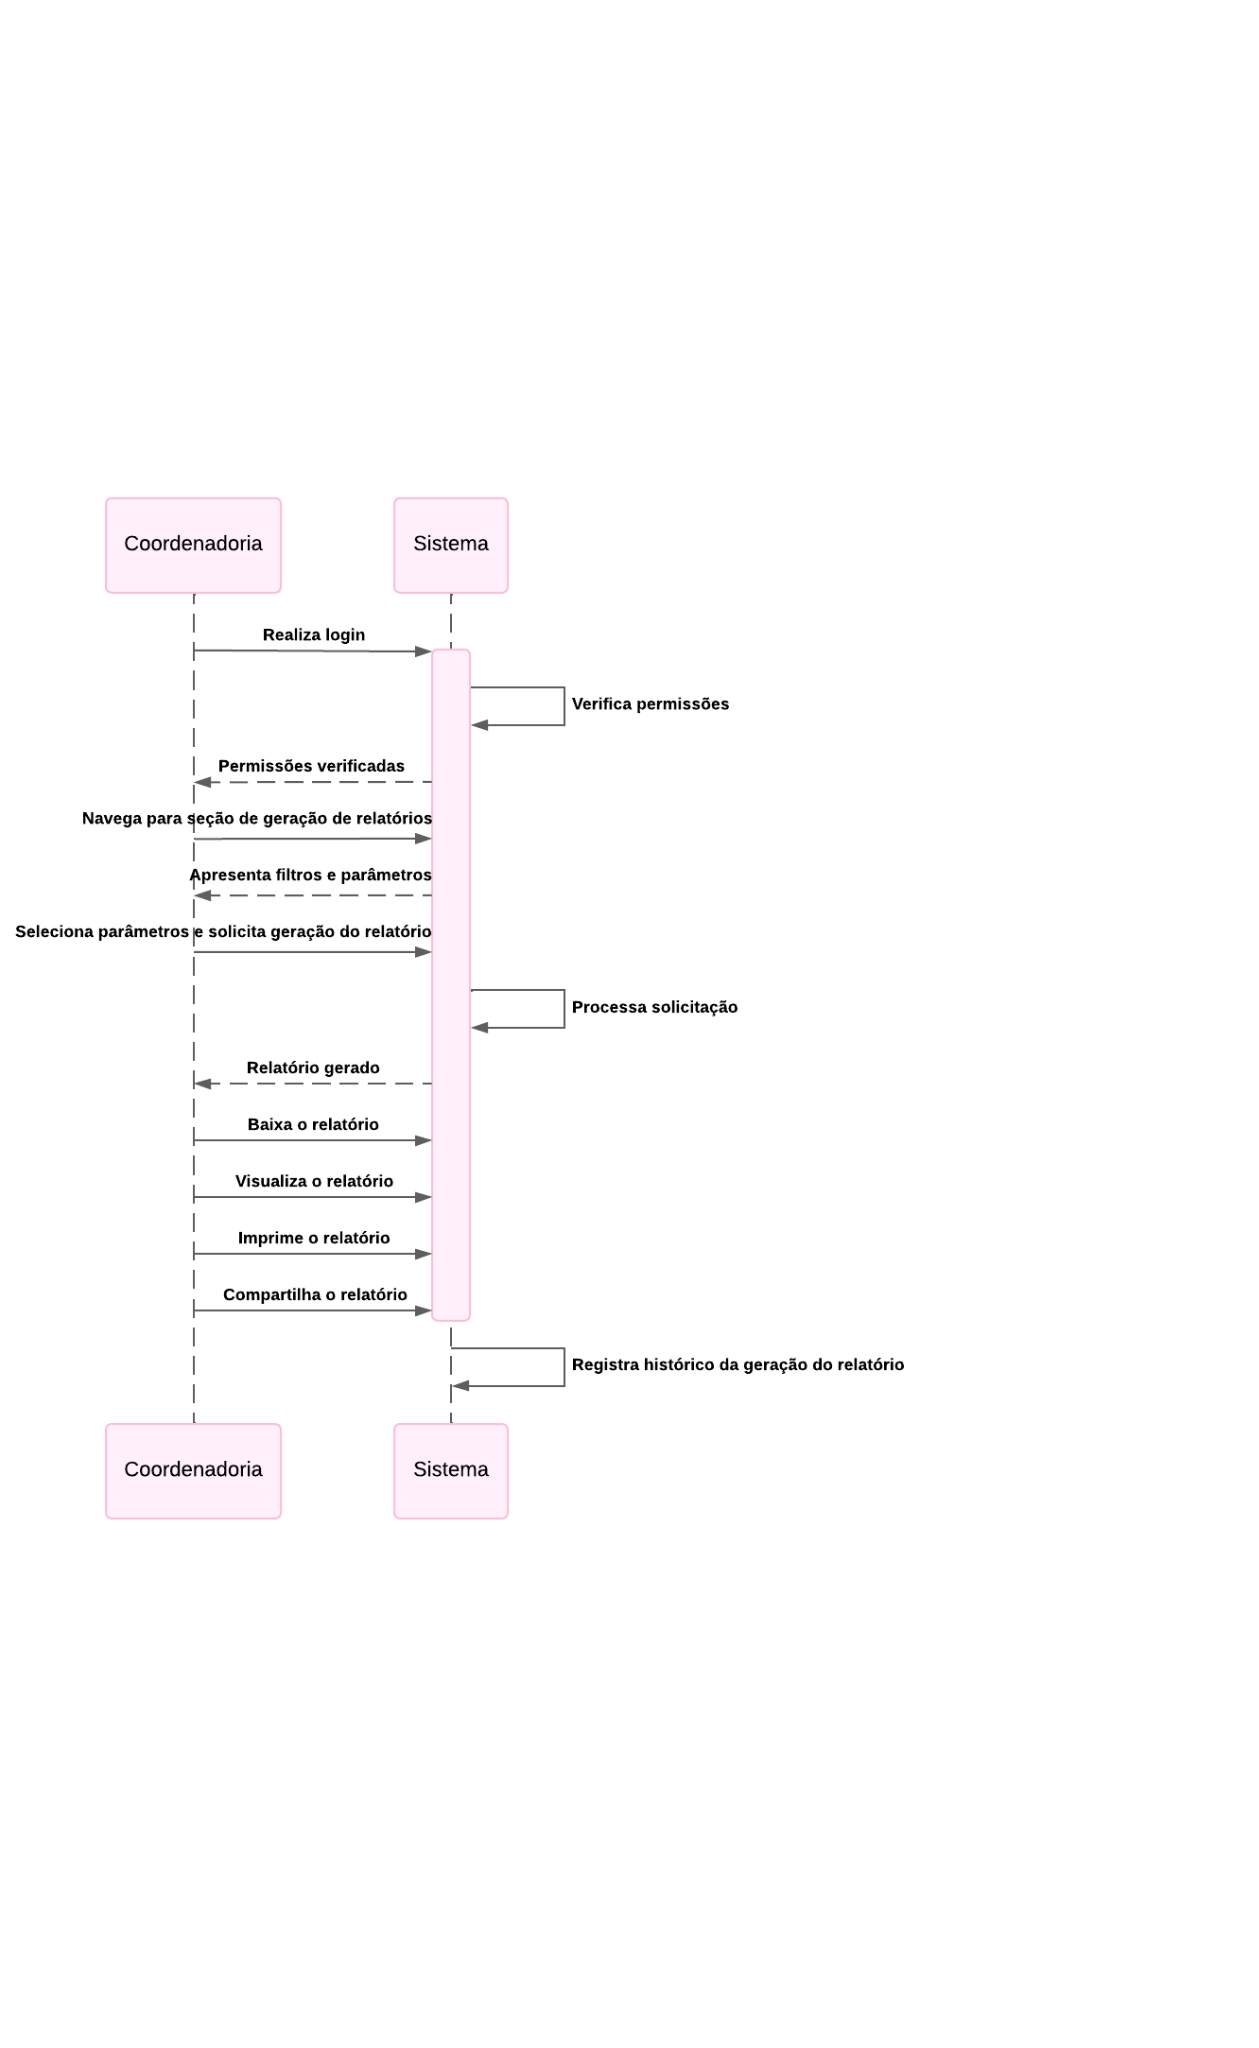 Coordenadoria
Sistema
Realiza login
Verifica permissões
Permissões verificadas
Navega para seção de geração de relatórios
Apresenta filtros e parâmetros
Seleciona parâmetros e solicita geração do relatório
Processa solicitação
Relatório gerado
Baixa o relatório
Visualiza o relatório
Imprime o relatório
Compartilha o relatório
Registra histórico da geração do relatório
Coordenadoria
Sistema